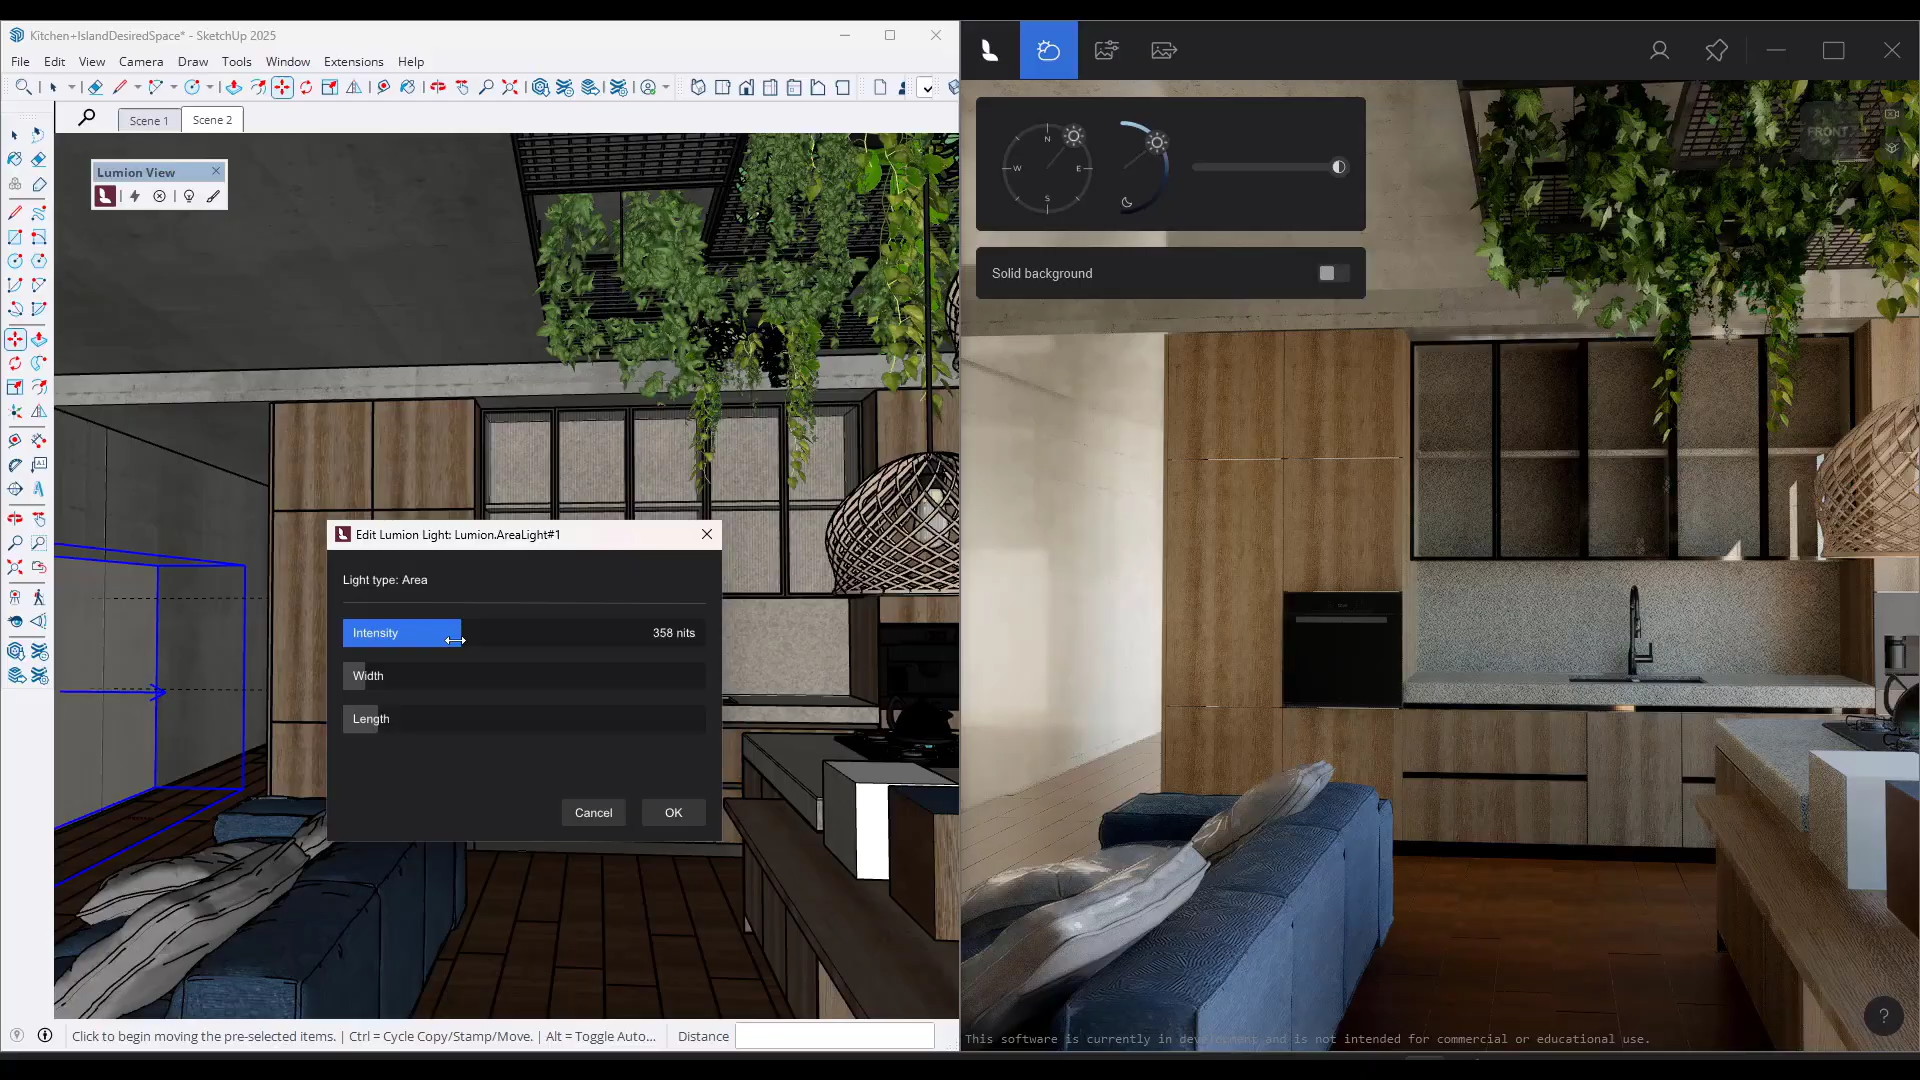 Kitchen+IslandDesiredSpace* - SketchUp 2025
File Edit View Camera Draw Tools Window Extensions Help
Scene 1 Scene 2
Lumion View
Edit Lumion Light: Lumion.AreaLight#1
Light type: Area
Intensity 358 nits
Width
Length
Cancel OK
Click to begin moving the pre-selected items. | Ctrl = Cycle Copy/Stamp/Move. | Alt = Toggle Auto... Distance
N
W E
S
Solid background
FRONT
?
This software is currently in development and is not intended for commercial or educational use.